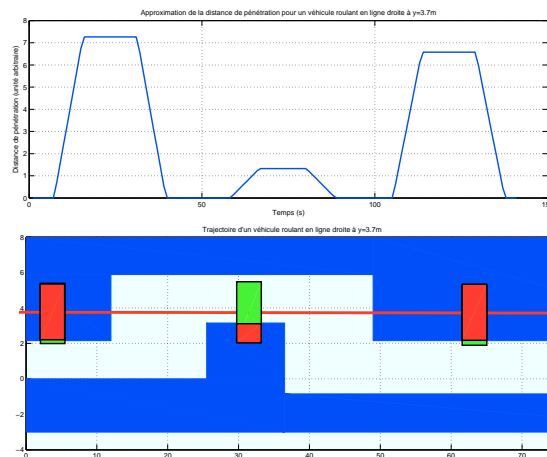 Approximation de la distance de pénétration pour un véhicule roulant en ligne droite à y=3.7m
8
7
6
5
4
3
2
1
0
Distance de pénétration (unité arbitraire)
0 50 100 150
Temps (s)
Trajectoire d'un véhicule roulant en ligne droite à y=3.7m
8
6
4
2
0
−2
−4
0 10 20 30 40 50 60 70